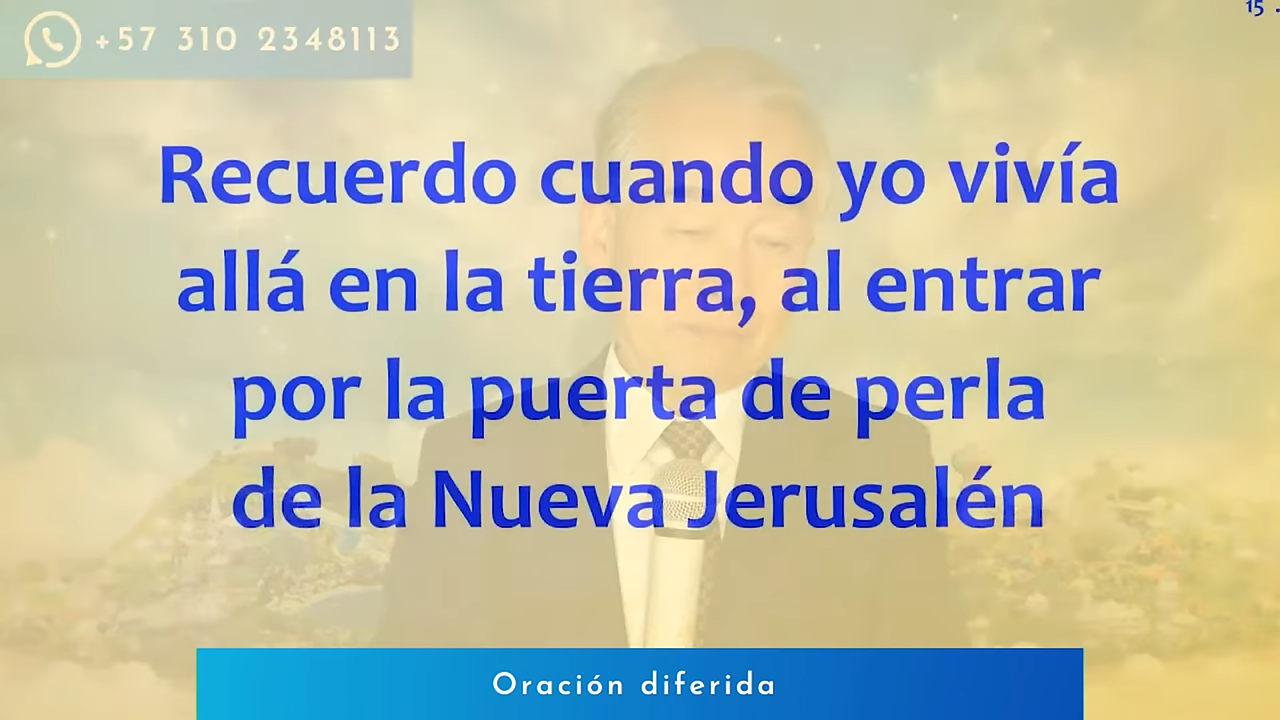 +57 310 2348113
15 .
Recuerdo cuando yo vivía
allá en la tierra, al entrar
por la puerta de perla
de la Nueva Jerusalén
Oración diferida